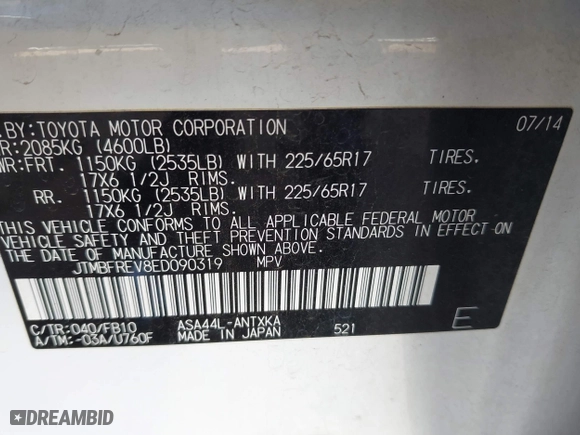 .BY: TOYOTA MOTOR CORPORATION 07/14
R: 2085KG (4600LB)
WR: FRT. 1150KG (2535LB) WITH 225/65R17 TIRES.
17X6 1/2J RIMS.
RR. 1150KG (2535LB) WITH 225/65R17 TIRES.
17X6 1/2J RIMS.
THIS VEHICLE CONFORMS TO ALL APPLICABLE FEDERAL MOTOR
VEHICLE SAFETY AND THEFT PREVENTION STANDARDS IN EFFECT ON
THE DATE OF MANUFACTURE SHOWN ABOVE.
JTMBFREV8ED090319 MPV
C/TR: 040/FB10 ASA44L-ANTXKA
A/TM: -03A/U760F MADE IN JAPAN 521 E
DREAMBID